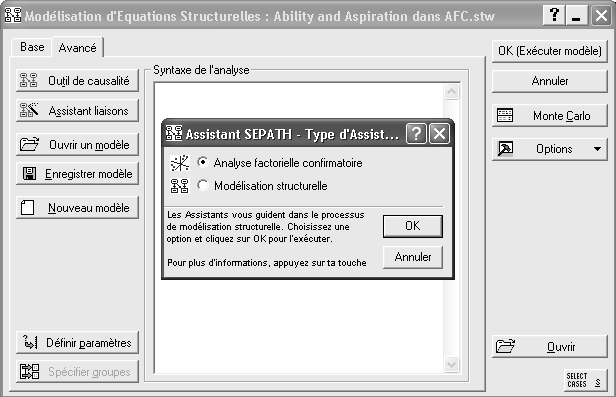 Modélisation d'Equations Structurelles : Ability and Aspiration dans AFC.stw
Base
Avancé
Outil de causalité
Assistant liaisons
Ouvrir un modèle
Enregistrer modèle
Nouveau modèle
Définir paramètres
Spécifier groupes
Syntaxe de l'analyse
Assistant SEPATH - Type d'Assist...
Analyse factorielle confirmatoire
Modélisation structurelle
Les Assistants vous guident dans le processus
de modélisation structurelle. Choisissez une
option et cliquez sur OK pour l'exécuter.
Pour plus d'informations, appuyez sur ta touche
OK
Annuler
OK (Exécuter modèle)
Annuler
Monte Carlo
Options
Ouvrir
SELECT
CASES S